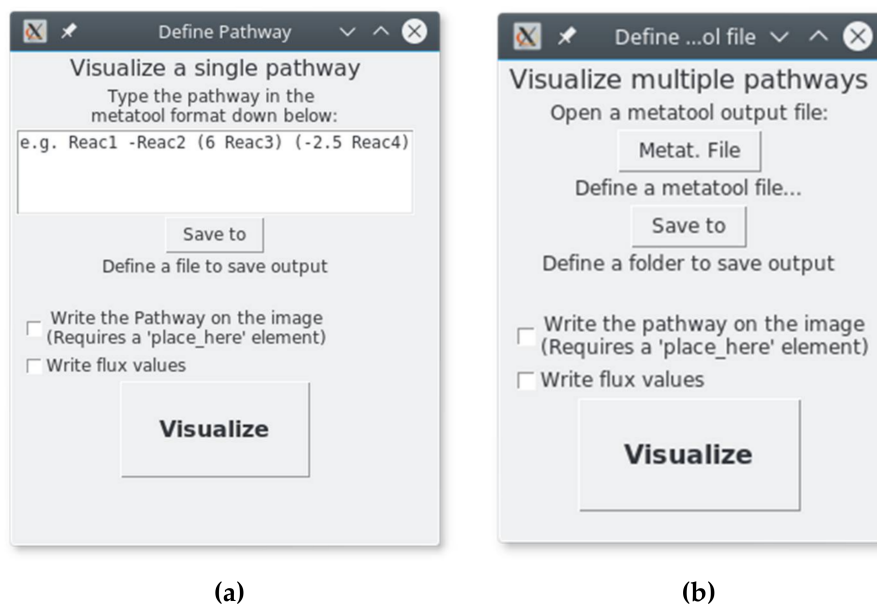 Define Pathway
Visualize a single pathway
Type the pathway in the
metatool format down below:
e.g. Reac1 -Reac2 (6 Reac3) (-2.5 Reac4)
Save to
Define a file to save output
Write the Pathway on the image
(Requires a 'place_here' element)
Write flux values
Visualize
(a)
Define ...ol file
Visualize multiple pathways
Open a metatool output file:
Metat. File
Define a metatool file...
Save to
Define a folder to save output
Write the pathway on the image
(Requires a 'place_here' element)
Write flux values
Visualize
(b)